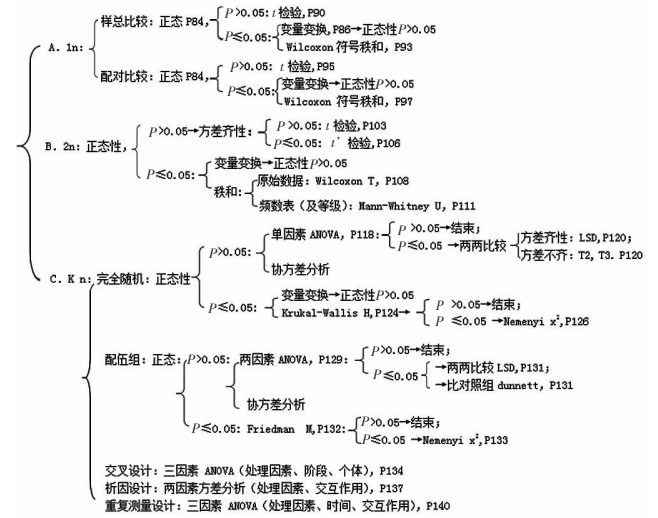 P>0.05: t 检验, P90
样总比较: 正态 P84,
变量变换, P86→正态性P>0.05
P≤0.05:
Wilcoxon 符号秩和, P93
A. 1n:
P>0.05: t 检验, P95
配对比较: 正态 P84,
变量变换→正态性P>0.05
P≤0.05:
Wilcoxon 符号秩和, P97
P>0.05→方差齐性:
P>0.05: t 检验, P103
P≤0.05: t' 检验, P106
B. 2n: 正态性,
变量变换→正态性P>0.05
P≤0.05:
原始数据: Wilcoxon T, P108
秩和:
频数表(及等级): Mann-Whitney U, P111
单因素 ANOVA, P118:
P>0.05→结束;
P≤0.05→两两比较
方差齐性: LSD, P120;
方差不齐: T2, T3. P120
P>0.05:
协方差分析
C. K n: 完全随机: 正态性
变量变换→正态性P>0.05
P≤0.05:
Krukal-Wallis H, P124→
P >0.05→结束;
P ≤0.05→Nemenyi x², P126
配伍组: 正态:
P>0.05:
两因素 ANOVA, P129:
P>0.05→结束;
P≤0.05
→两两比较 LSD, P131;
→比对照组 dunnett, P131
协方差分析
P≤0.05: Friedman M, P132:
P>0.05→结束;
P≤0.05→Nemenyi x², P133
交叉设计: 三因素 ANOVA(处理因素、阶段、个体), P134
析因设计: 两因素方差分析(处理因素、交互作用), P137
重复测量设计: 三因素 ANOVA(处理因素、时间、交互作用), P140